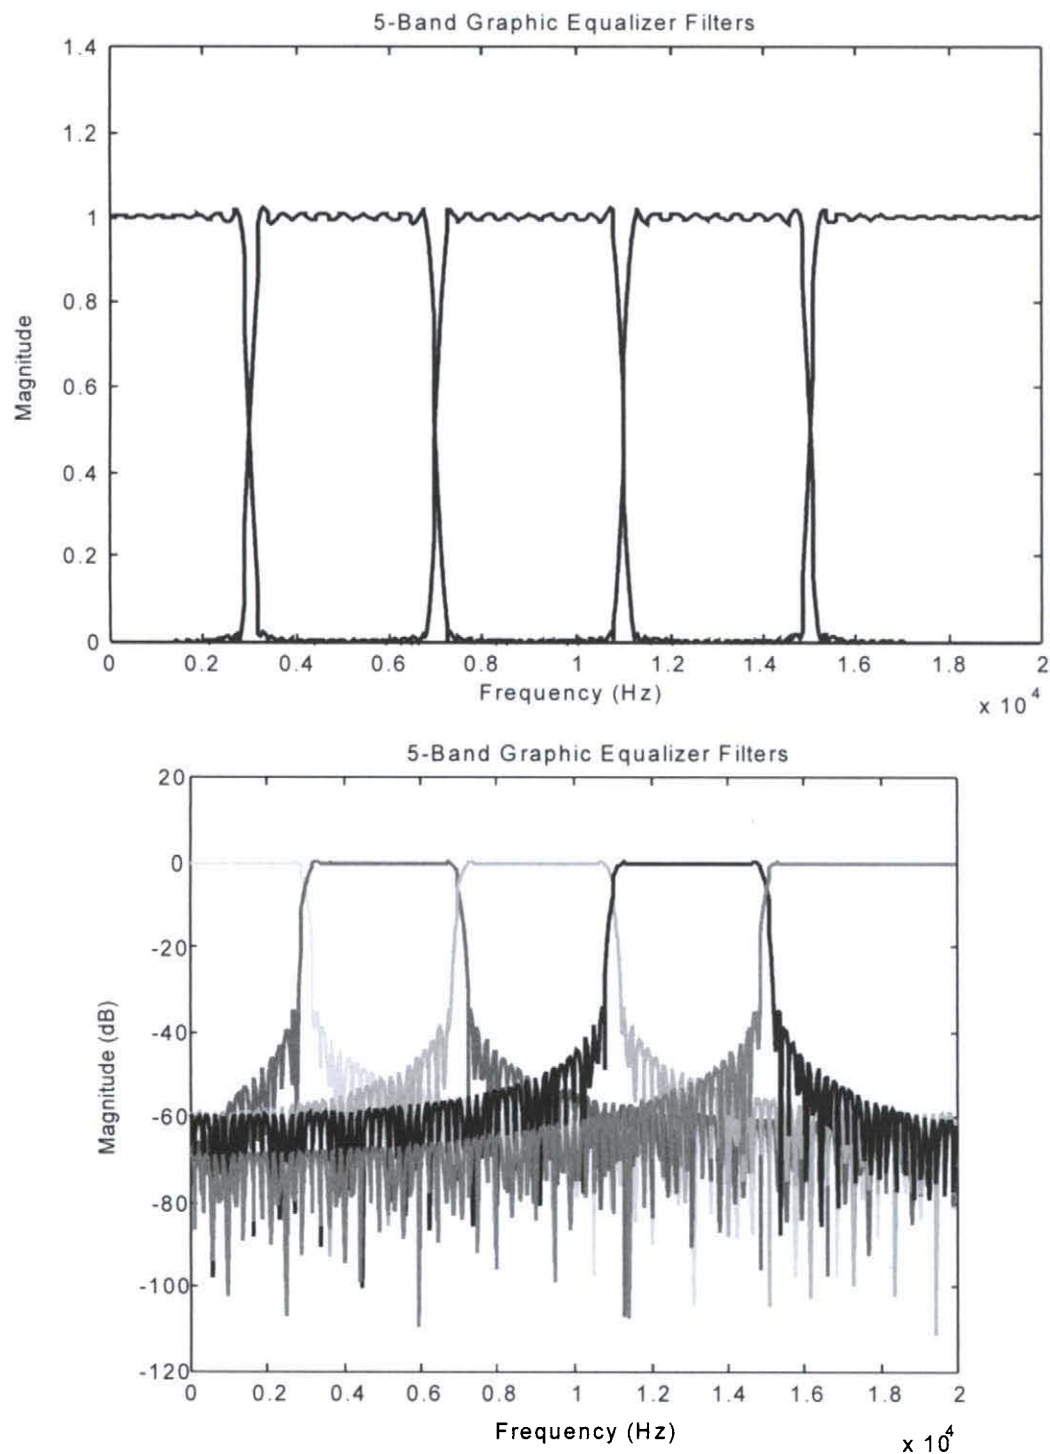 5-Band Graphic Equalizer Filters
1.4
1.2
1
0.8
0.6
0.4
0.2
0
Magnitude
0 0.2 0.4 0.6 0.8 1 1.2 1.4 1.6 1.8 2
Frequency (Hz)
x 10^4
5-Band Graphic Equalizer Filters
20
0
-20
-40
-60
-80
-100
-120
Magnitude (dB)
0 0.2 0.4 0.6 0.8 1 1.2 1.4 1.6 1.8 2
Frequency (Hz)
x 10^4